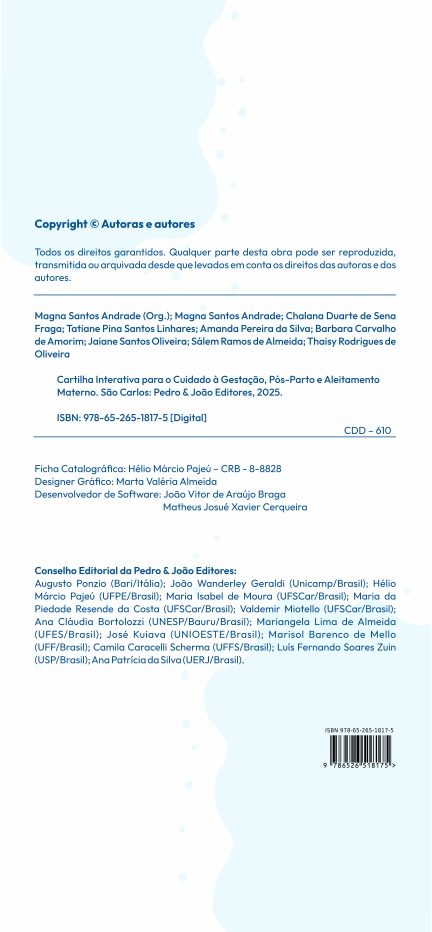 Copyright © Autoras e autores
Todos os direitos garantidos. Qualquer parte desta obra pode ser reproduzida,
transmitida ou arquivada desde que levados em conta os direitos das autoras e dos
autores.
Magna Santos Andrade (Org.); Magna Santos Andrade; Chalana Duarte de Sena
Fraga; Tatiane Pina Santos Linhares; Amanda Pereira da Silva; Barbara Carvalho
de Amorim; Jaiane Santos Oliveira; Sálem Ramos de Almeida; Thaisy Rodrigues de
Oliveira
Cartilha Interativa para o Cuidado à Gestação, Pós-Parto e Aleitamento
Materno. São Carlos: Pedro & João Editores, 2025.
ISBN: 978-65-265-1817-5 [Digital]
CDD – 610
Ficha Catalográfica: Hélio Márcio Pajeú – CRB - 8-8828
Designer Gráfico: Marta Valéria Almeida
Desenvolvedor de Software: João Vitor de Araújo Braga
Matheus Josué Xavier Cerqueira
Conselho Editorial da Pedro & João Editores:
Augusto Ponzio (Bari/Itália); João Wanderley Geraldi (Unicamp/Brasil); Hélio
Márcio Pajeú (UFPE/Brasil); Maria Isabel de Moura (UFSCar/Brasil); Maria da
Piedade Resende da Costa (UFSCar/Brasil); Valdemir Miotello (UFSCar/Brasil);
Ana Cláudia Bortolozzi (UNESP/Bauru/Brasil); Mariangela Lima de Almeida
(UFES/Brasil); José Kuiava (UNIOESTE/Brasil); Marisol Barenco de Mello
(UFF/Brasil); Camila Caracelli Scherma (UFFS/Brasil); Luís Fernando Soares Zuin
(USP/Brasil); Ana Patrícia da Silva (UERJ/Brasil).
ISBN 978-65-265-1817-5
9 786526 518175 >